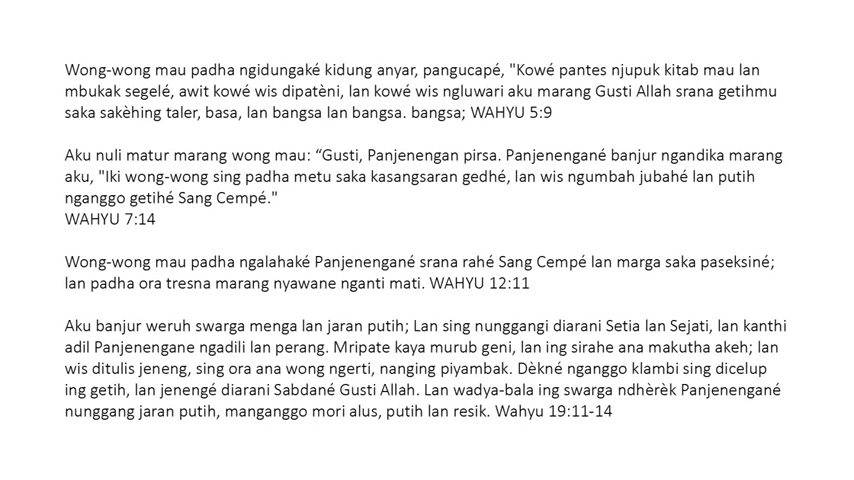 Wong-wong mau padha ngidungaké kidung anyar, pangucapé, "Kowé pantes njupuk kitab mau lan
mbukak segelé, awit kowé wis dipatèni, lan kowé wis ngluwari aku marang Gusti Allah srana getihmu
saka sakèhing taler, basa, lan bangsa lan bangsa. bangsa; WAHYU 5:9
Aku nuli matur marang wong mau: “Gusti, Panjenengan pirsa. Panjenengané banjur ngandika marang
aku, "Iki wong-wong sing padha metu saka kasangsaran gedhé, lan wis ngumbah jubahé lan putih
nganggo getihé Sang Cempé."
WAHYU 7:14
Wong-wong mau padha ngalahaké Panjenengané srana rahé Sang Cempé lan marga saka paseksiné;
lan padha ora tresna marang nyawane nganti mati. WAHYU 12:11
Aku banjur weruh swarga menga lan jaran putih; Lan sing nunggangi diarani Setia lan Sejati, lan kanthi
adil Panjenengane ngadili lan perang. Mripate kaya murub geni, lan ing sirahe ana makutha akeh; lan
wis ditulis jeneng, sing ora ana wong ngerti, nanging piyambak. Dèkné nganggo klambi sing dicelup
ing getih, lan jenengé diarani Sabdané Gusti Allah. Lan wadya-bala ing swarga ndhèrèk Panjenengané
nunggang jaran putih, manganggo mori alus, putih lan resik. Wahyu 19:11-14